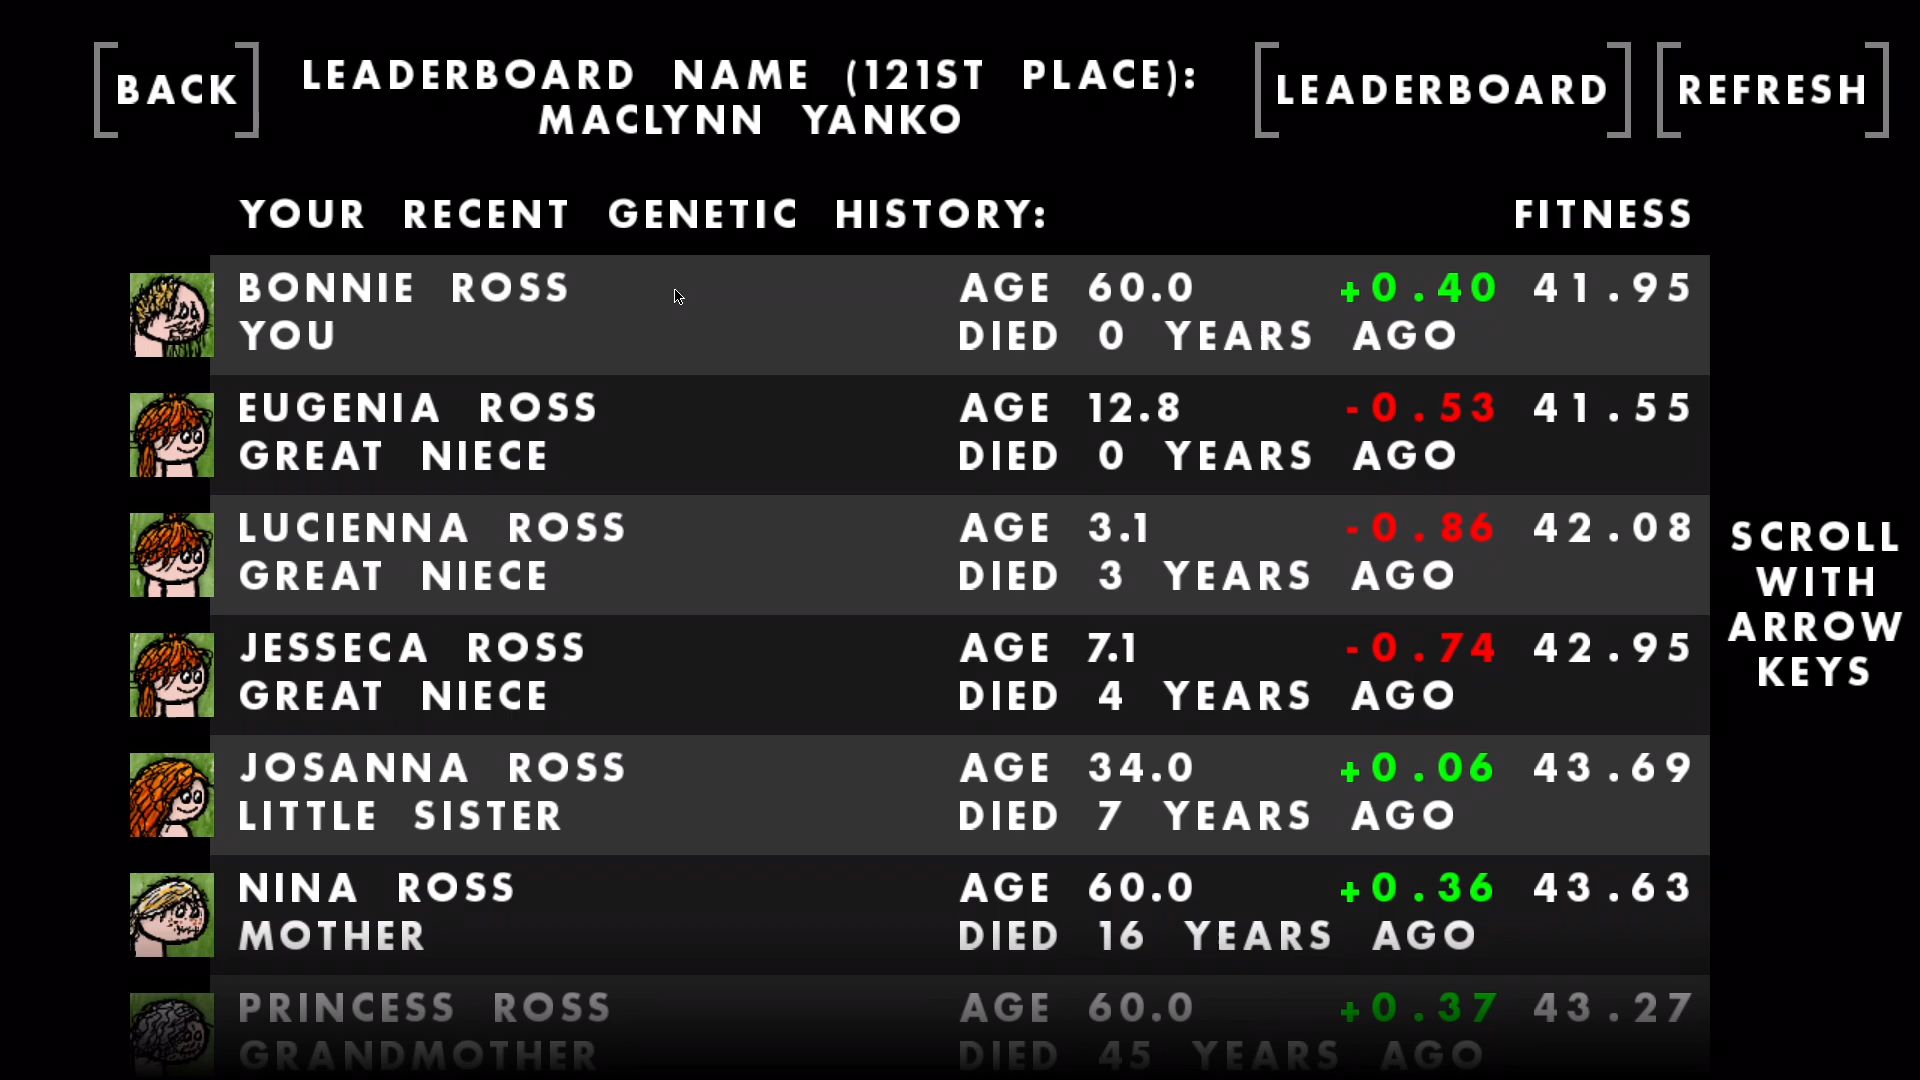 BACK
LEADERBOARD NAME (121ST PLACE):
MACLYNN YANKO
LEADERBOARD
REFRESH
YOUR RECENT GENETIC HISTORY:
FITNESS
BONNIE ROSS AGE 60.0 +0.40 41.95
YOU DIED 0 YEARS AGO
EUGENIA ROSS AGE 12.8 -0.53 41.55
GREAT NIECE DIED 0 YEARS AGO
LUCIENNA ROSS AGE 3.1 -0.86 42.08
GREAT NIECE DIED 3 YEARS AGO
JESSECA ROSS AGE 7.1 -0.74 42.95
GREAT NIECE DIED 4 YEARS AGO
JOSANNA ROSS AGE 34.0 +0.06 43.69
LITTLE SISTER DIED 7 YEARS AGO
NINA ROSS AGE 60.0 +0.36 43.63
MOTHER DIED 16 YEARS AGO
PRINCESS ROSS AGE 60.0 +0.37 43.27
GRANDMOTHER DIED 45 YEARS AGO
SCROLL
WITH
ARROW
KEYS